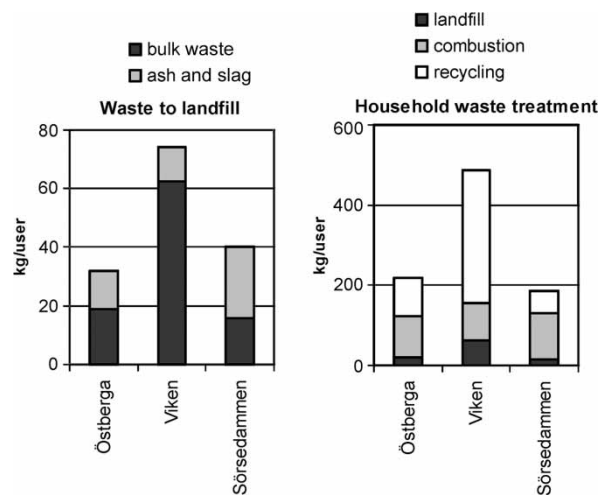 bulk waste
ash and slag
Waste to landfill
kg/user
80
60
40
20
0
Östberga
Viken
Sörsedammen
landfill
combustion
recycling
Household waste treatment
kg/user
600
400
200
0
Östberga
Viken
Sörsedammen